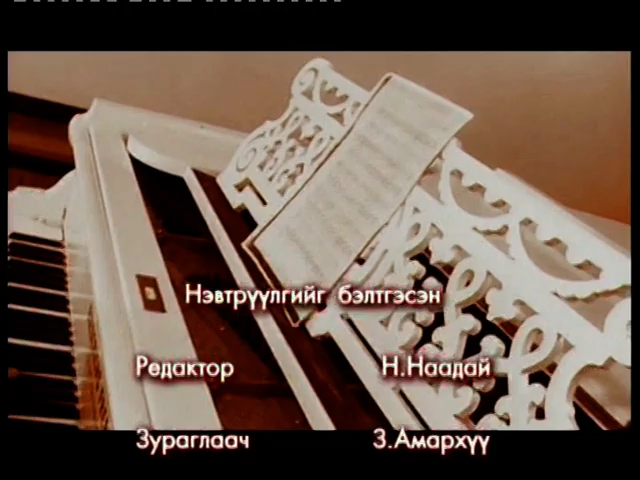 Нэвтрүүлгийг бэлтгэсэн
Редактор Н.Наадай
Зураглаач З.Амархүү